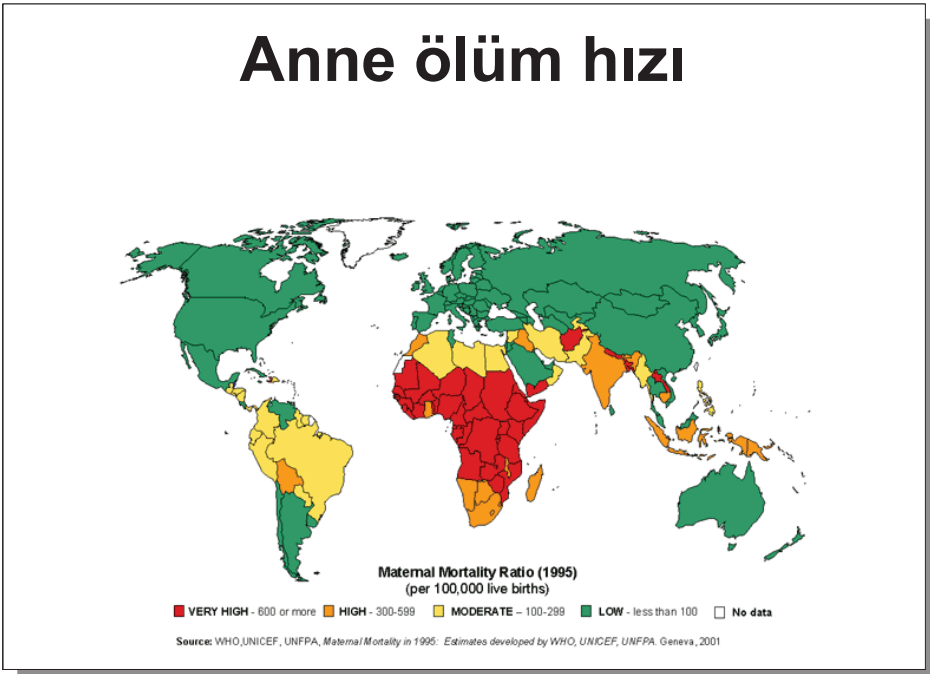 Anne ölüm hızı
Maternal Mortality Ratio (1995)
(per 100,000 live births)
VERY HIGH - 600 or more HIGH - 300-599 MODERATE – 100-299 LOW - less than 100 No data
Source: WHO,UNICEF, UNFPA, Maternal Mortality in 1995: Estimates developed by WHO, UNICEF, UNFPA. Geneva, 2001